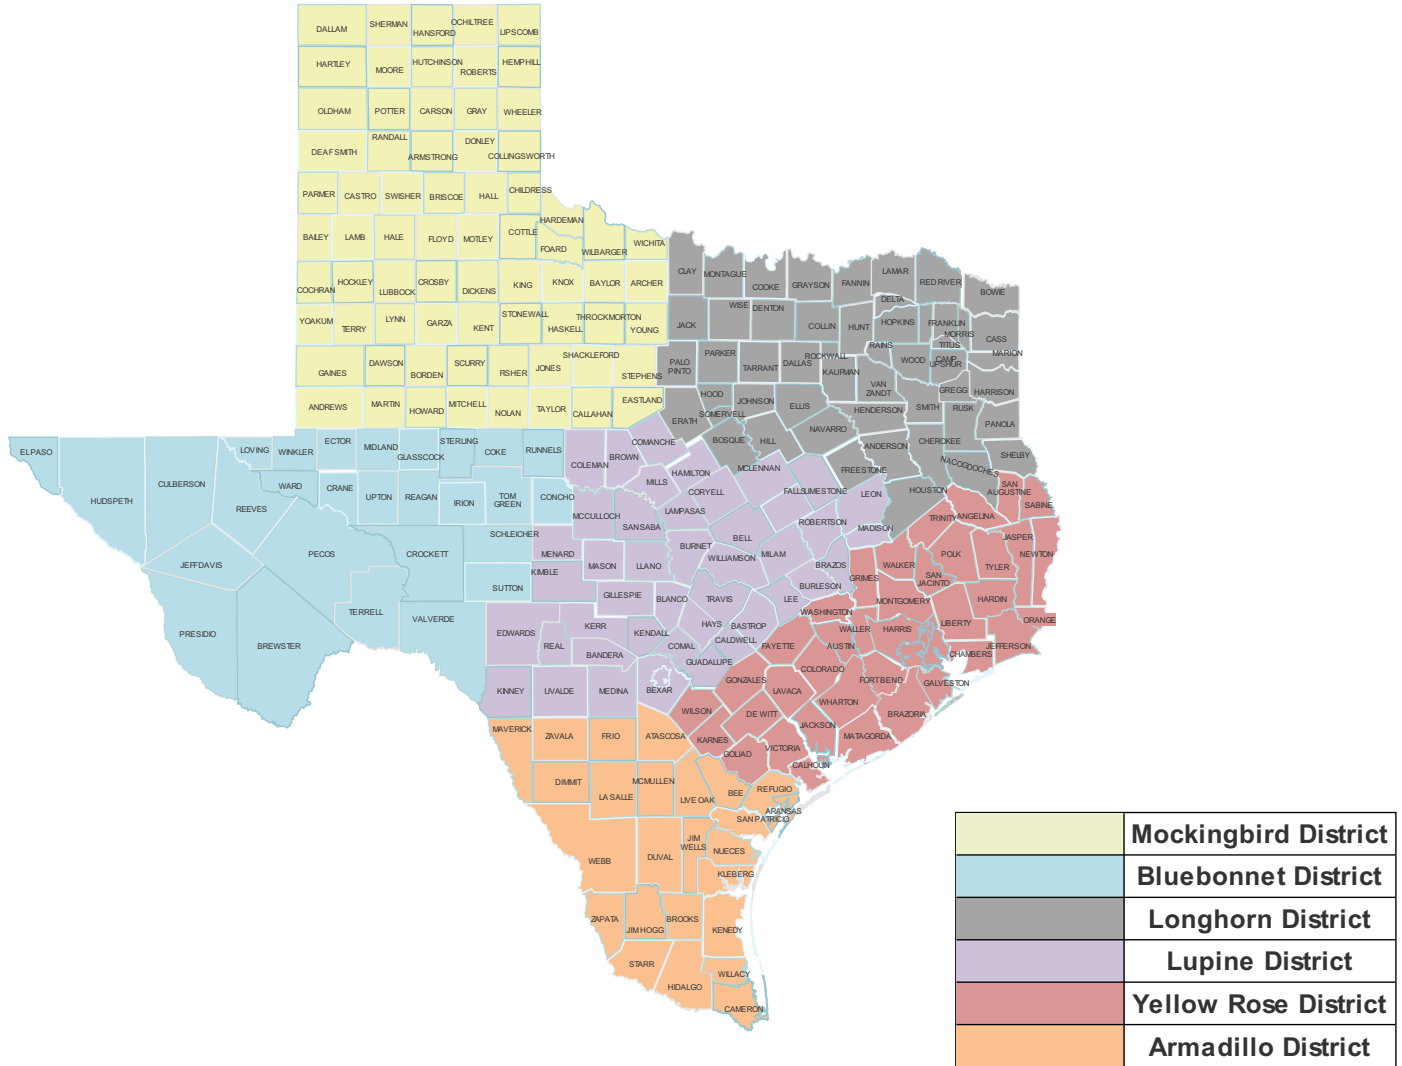 DALLAM SHERMAN HANSFORD OCHILTREE LIPSCOMB
HARTLEY MOORE HUTCHINSON ROBERTS HEMPHILL
OLDHAM POTTER CARSON GRAY WHEELER
DEAF SMITH RANDALL ARMSTRONG DONLEY COLLINGSWORTH
PARMER CASTRO SWISHER BRISCOE HALL CHILDRESS
HARDEMAN
BAILEY LAMB HALE FLOYD MOTLEY COTTLE FOARD WILBARGER WICHITA
CLAY MONTAGUE COOKE GRAYSON FANNIN LAMAR RED RIVER BOWIE
COCHRAN HOCKLEY LUBBOCK CROSBY DICKENS KING KNOX BAYLOR ARCHER
DELTA
YOAKUM TERRY LYNN GARZA KENT STONEWALL HASKELL THROCKMORTON YOUNG
JACK WISE DENTON COLLIN HUNT HOPKINS FRANKLIN MORRIS TITUS CASS
MARION
GAINES DAWSON BORDEN SCURRY FISHER JONES SHACKLEFORD STEPHENS
PALO
PINTO
PARKER TARRANT DALLAS ROCKWALL KAUFMAN RAINS WOOD CAMP UPSHUR
VAN
ZANDT
GREGG HARRISON
ANDREWS MARTIN HOWARD MITCHELL NOLAN TAYLOR CALLAHAN EASTLAND
ERATH HOOD SOMERVELL JOHNSON ELLIS HENDERSON SMITH RUSK PANOLA
EL PASO HUDSPETH CULBERSON LOVING WINKLER ECTOR MIDLAND GLASSCOCK STERLING COKE RUNNELS
COLEMAN BROWN COMANCHE BOSQUE HILL NAVARRO ANDERSON CHEROKEE SHELBY
REEVES WARD CRANE UPTON REAGAN IRION
TOM
GREEN
CONCHO MILLS HAMILTON MCLENNAN FREESTONE NACOGDOCHES
CORYELL FALLS LIMESTONE LEON HOUSTON
SAN
AUGUSTINE
SABINE
MCCULLOCH SAN SABA LAMPASAS ROBERTSON MADISON TRINITY ANGELINA
JEFF DAVIS PECOS CROCKETT SCHLEICHER MENARD MASON LLANO BURNET BELL MILAM WILLIAMSON
GRIMES WALKER POLK TYLER JASPER NEWTON
PRESIDIO BREWSTER TERRELL VAL VERDE SUTTON KIMBLE GILLESPIE BLANCO TRAVIS LEE BURLESON BRAZOS
SAN
JACINTO
MONTGOMERY HARDIN
EDWARDS REAL KERR KENDALL HAYS BASTROP CALDWELL WASHINGTON WALLER HARRIS LIBERTY ORANGE
BANDERA COMAL GUADALUPE FAYETTE AUSTIN CHAMBERS JEFFERSON
KINNEY UVALDE MEDINA BEXAR GONZALES LAVACA COLORADO FORT BEND GALVESTON
WILSON DE WITT WHARTON BRAZORIA
MAVERICK ZAVALA FRIO ATASCOSA KARNES GOLIAD VICTORIA JACKSON MATAGORDA
CALHOUN
DIMMIT LA SALLE MCMULLEN LIVE OAK BEE REFUGIO
ARANSAS
SAN PATRICIO
WEBB DUVAL
JIM
WELLS
NUECES
KLEBERG
ZAPATA JIM HOGG BROOKS KENEDY
STARR HIDALGO WILLACY
CAMERON
Mockingbird District
Bluebonnet District
Longhorn District
Lupine District
Yellow Rose District
Armadillo District